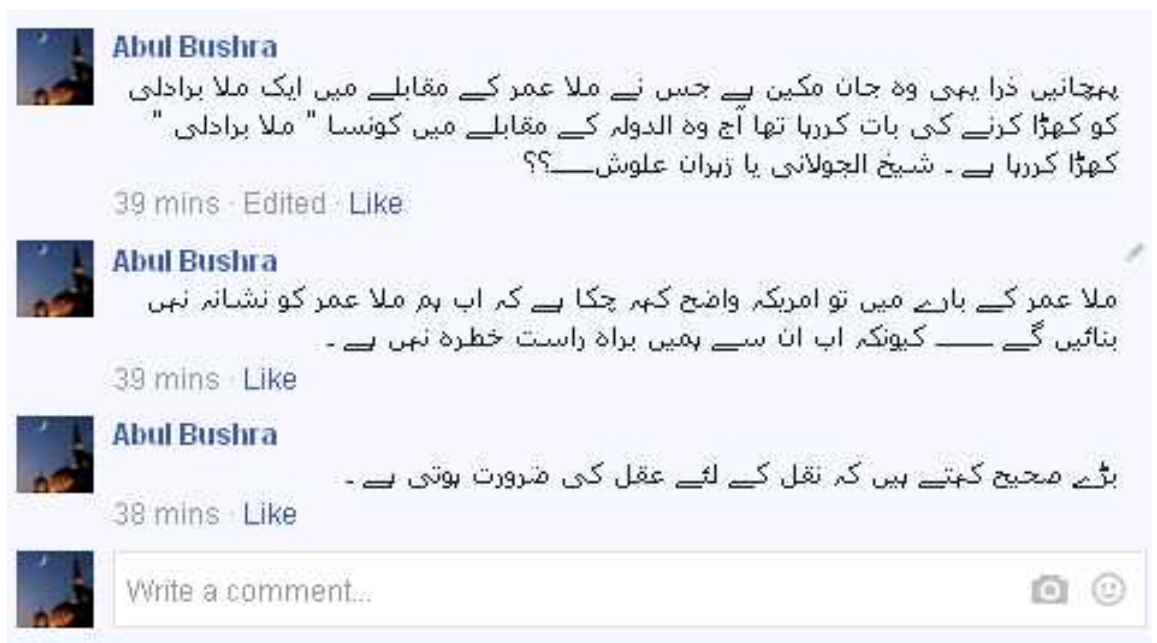 Abul Bushra
پہچانیں ذرا یہی وہ جان مکین ہے جس نے ملا عمر کے مقابلے میں ایک ملا برادلی
کو کھڑا کرنے کی بات کررہا تھا آج وہ الدولہ کے مقابلے میں کونسا " ملا برادلی "
کھڑا کررہا ہے ۔ شیخ الجولانی یا زہران علوش۔۔۔۔؟؟
39 mins · Edited · Like
Abul Bushra
ملا عمر کے بارے میں تو امریکہ واضح کہہ چکا ہے کہ اب ہم ملا عمر کو نشانہ نہں
بنائیں گے ۔۔۔۔۔ کیونکہ اب ان سے ہمیں براہ راست خطرہ نہں ہے ۔
39 mins · Like
Abul Bushra
بڑے صحیح کہتے ہیں کہ نقل کے لئے عقل کی ضرورت ہوتی ہے ۔
38 mins · Like
Write a comment...